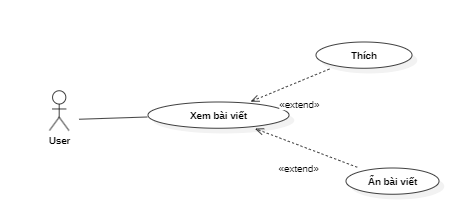 Thích
«extend»
Xem bài viết
User
«extend»
Ẩn bài viết